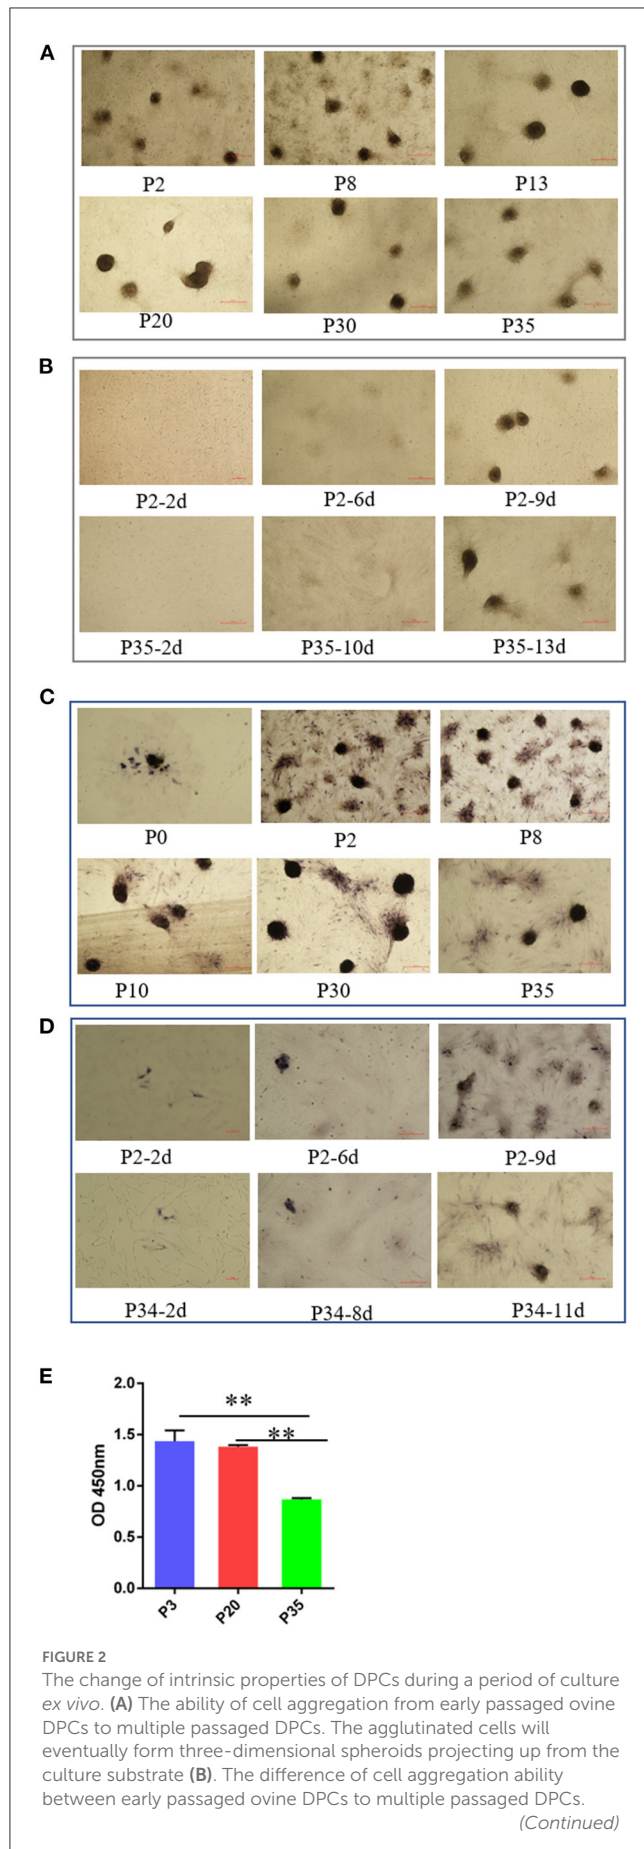 A
P2 P8 P13
P20 P30 P35
B
P2-2d P2-6d P2-9d
P35-2d P35-10d P35-13d
C
P0 P2 P8
P10 P30 P35
D
P2-2d P2-6d P2-9d
P34-2d P34-8d P34-11d
E
2.0
**
1.5
**
1.0
0.5
0.0
OD 450nm
P3 P20 P35
FIGURE 2
The change of intrinsic properties of DPCs during a period of culture
ex vivo. (A) The ability of cell aggregation from early passaged ovine
DPCs to multiple passaged DPCs. The agglutinated cells will
eventually form three-dimensional spheroids projecting up from the
culture substrate (B). The difference of cell aggregation ability
between early passaged ovine DPCs to multiple passaged DPCs.
(Continued)